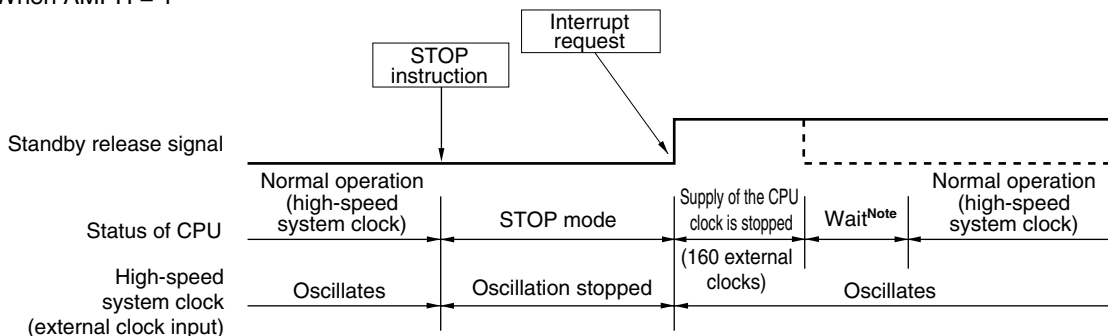 When AMPH = 1
Interrupt
request
STOP
instruction
Standby release signal
Normal operation
(high-speed
system clock)
Supply of the CPU
clock is stopped
Normal operation
(high-speed
system clock)
Status of CPU
STOP mode
Wait Note
(160 external
clocks)
High-speed
system clock
(external clock input)
Oscillates
Oscillation stopped
Oscillates